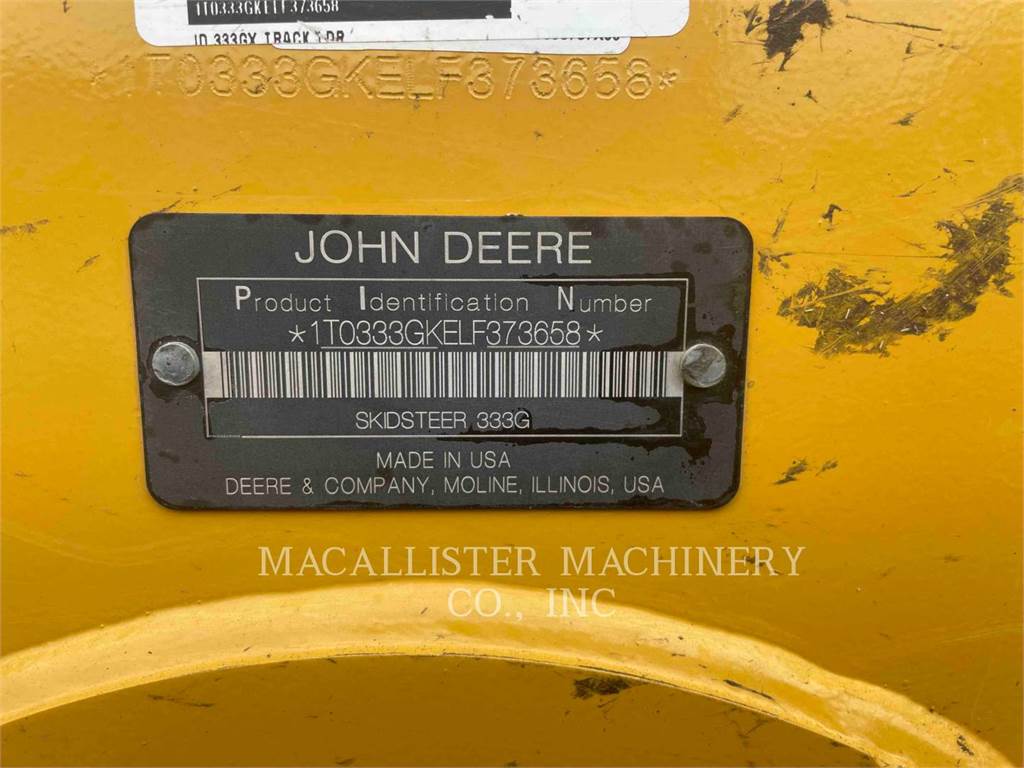 1T0333GKELF373658
JD 333GX TRACK LDR
*1T0333GKELF373658*
JOHN DEERE
Product Identification Number
*1T0333GKELF373658*
SKIDSTEER 333G
MADE IN USA
DEERE & COMPANY, MOLINE, ILLINOIS, USA
MACALLISTER MACHINERY
CO., INC